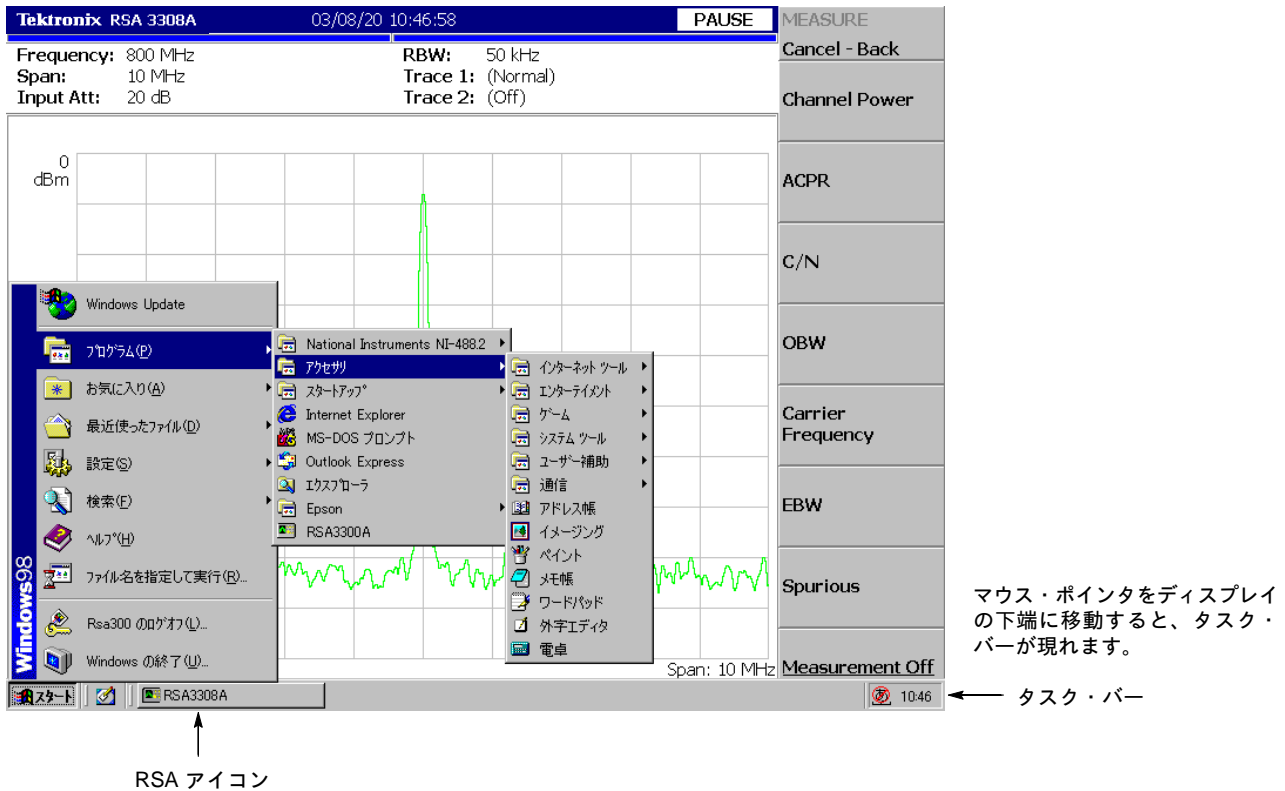 Tektronix RSA 3308A 03/08/20 10:46:58 PAUSE
Frequency: 800 MHz RBW: 50 kHz
Span: 10 MHz Trace 1: (Normal)
Input Att: 20 dB Trace 2: (Off)
MEASURE
Cancel - Back
Channel Power
ACPR
C/N
OBW
Carrier
Frequency
EBW
Spurious
Measurement Off
0
dBm
Windows Update
プログラム(P)
お気に入り(A)
最近使ったファイル(D)
設定(S)
検索(F)
ヘルプ(H)
ファイル名を指定して実行(R)...
Rsa300 のログオフ(L)...
Windows の終了(U)...
Windows98
National Instruments NI-488.2
アクセサリ
スタートアップ
Internet Explorer
MS-DOS プロンプト
Outlook Express
エクスプローラ
Epson
RSA3300A
インターネット ツール
エンターテイメント
ゲーム
システム ツール
ユーザー補助
通信
アドレス帳
イメージング
ペイント
メモ帳
ワードパッド
外字エディタ
電卓
Span: 10 MHz
スタート RSA3308A あ 10:46
マウス・ポインタをディスプレイ
の下端に移動すると、タスク・
バーが現れます。
タスク・バー
RSA アイコン